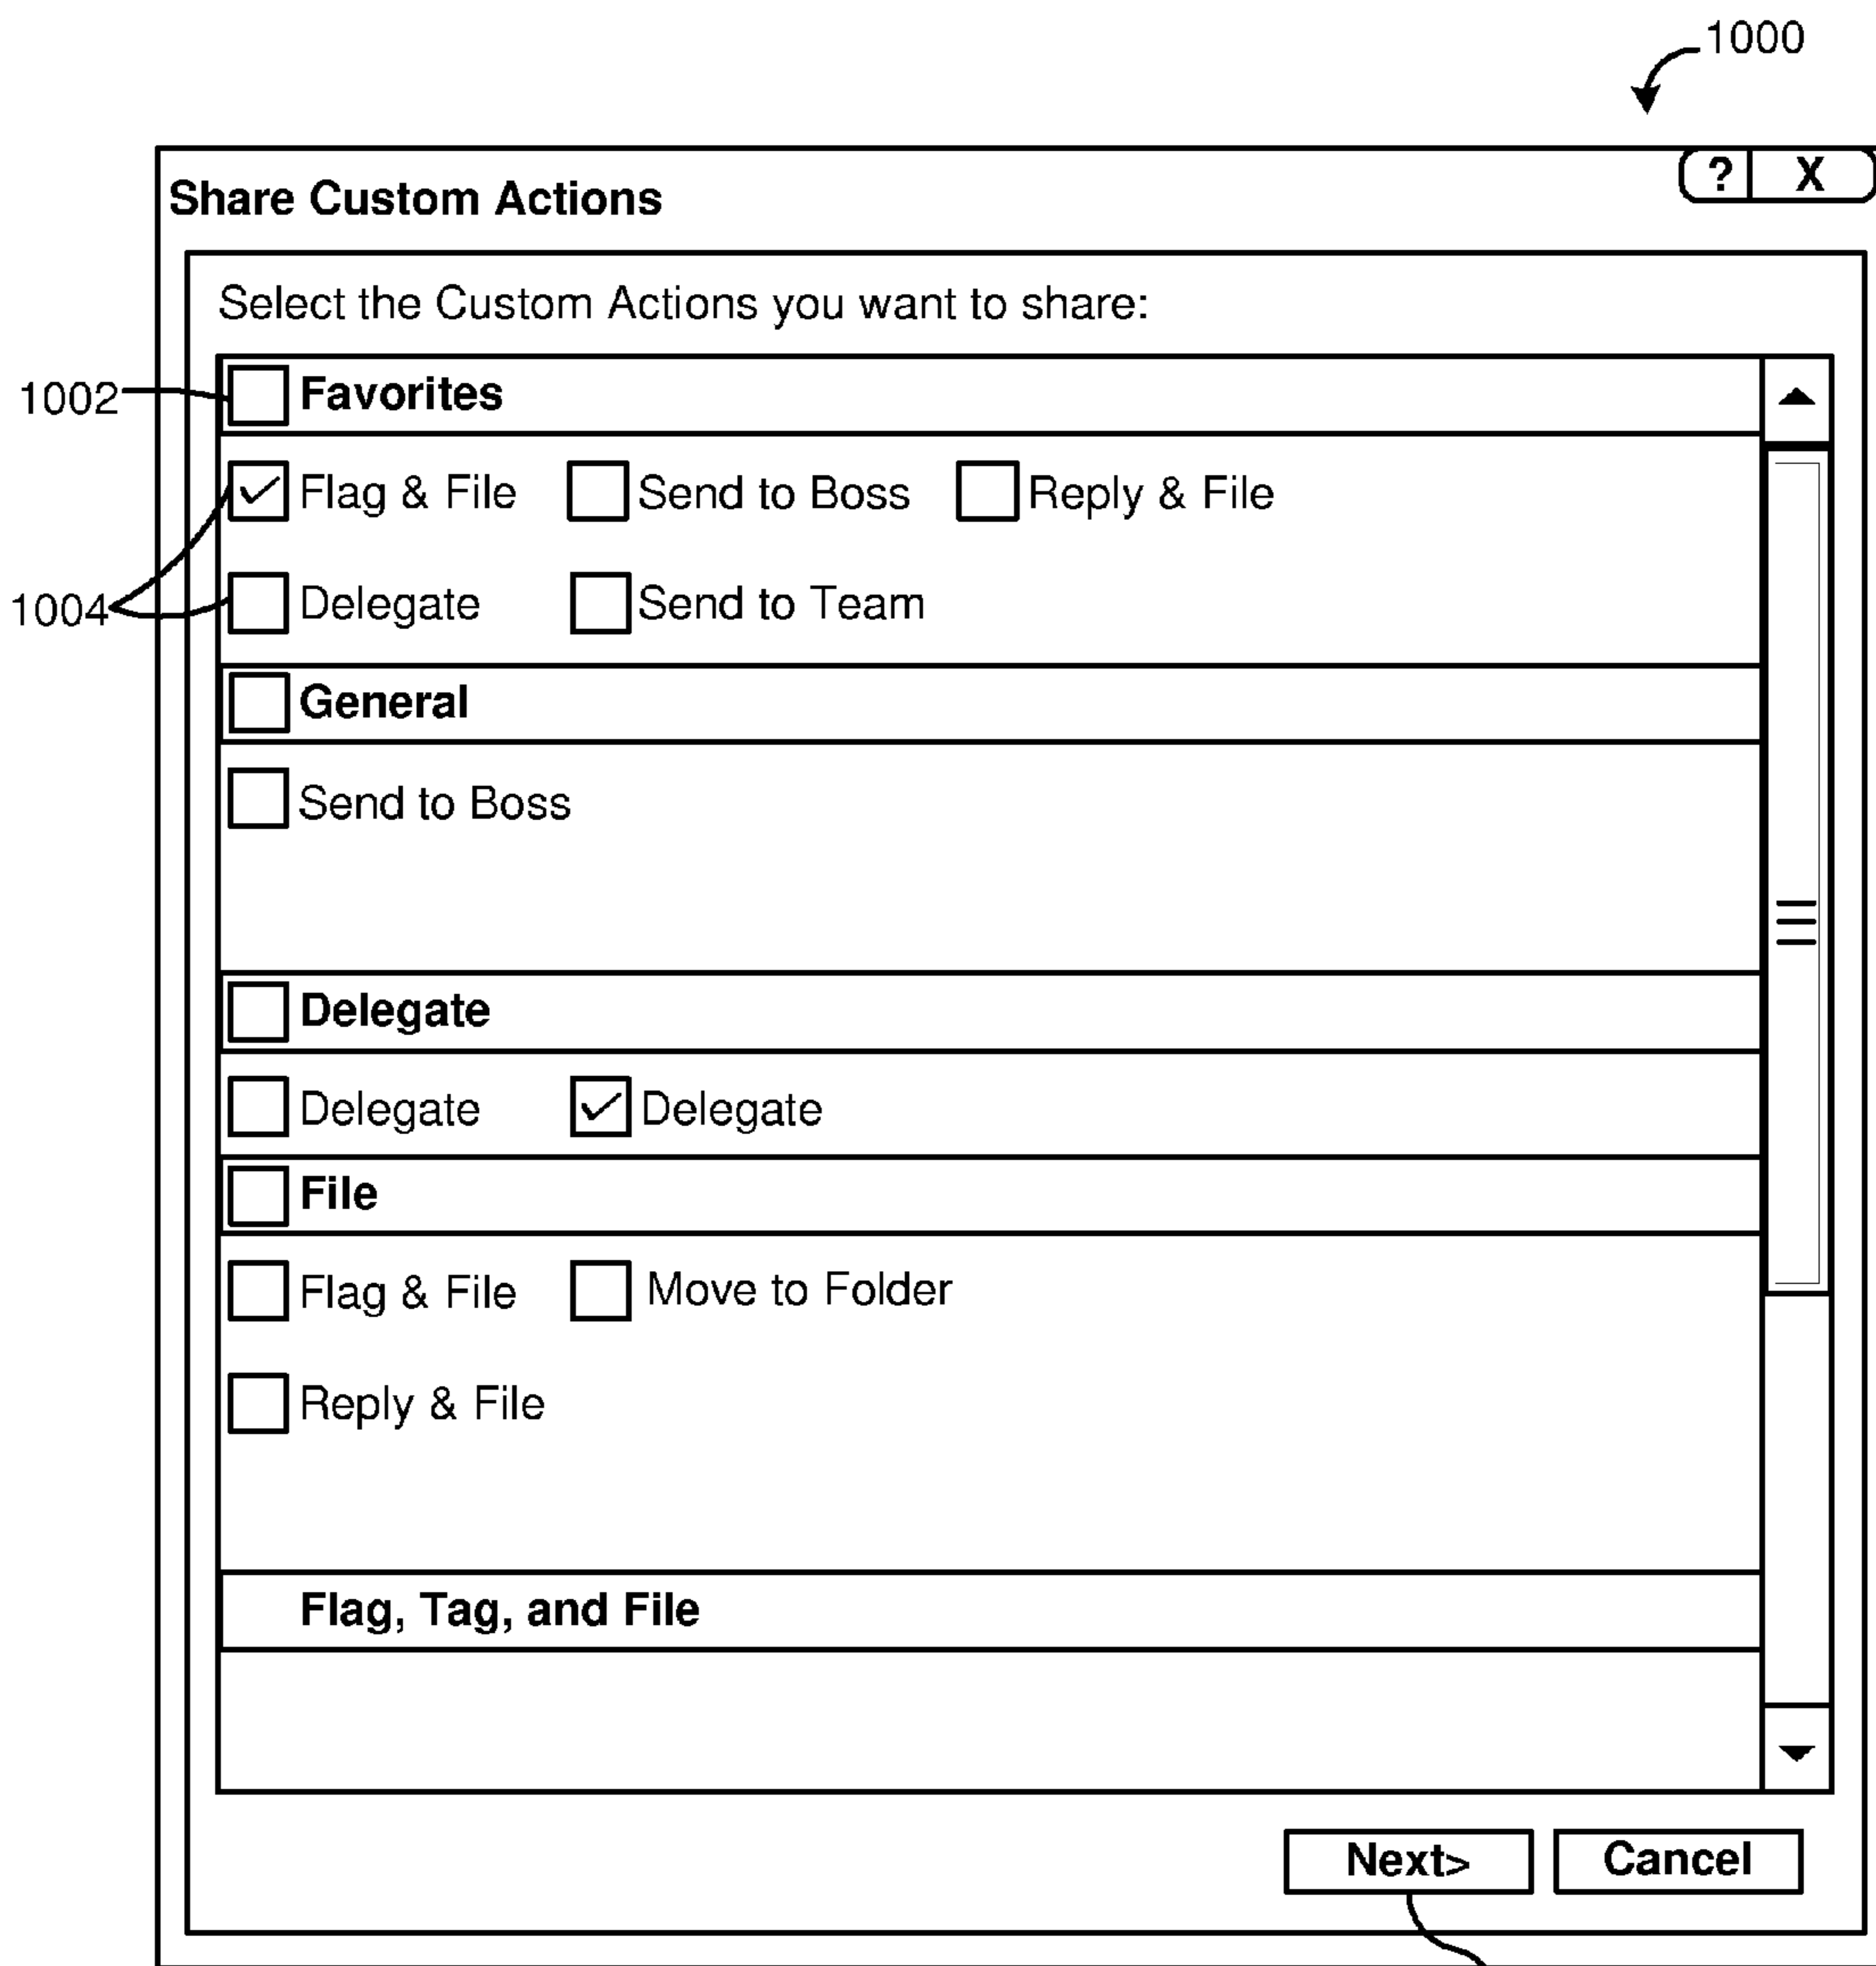 1000
? X
Share Custom Actions
Select the Custom Actions you want to share:
1002 Favorites
Flag & File Send to Boss Reply & File
1004 Delegate Send to Team
General
Send to Boss
Delegate
Delegate Delegate
File
Flag & File Move to Folder
Reply & File
Flag, Tag, and File
Next> Cancel